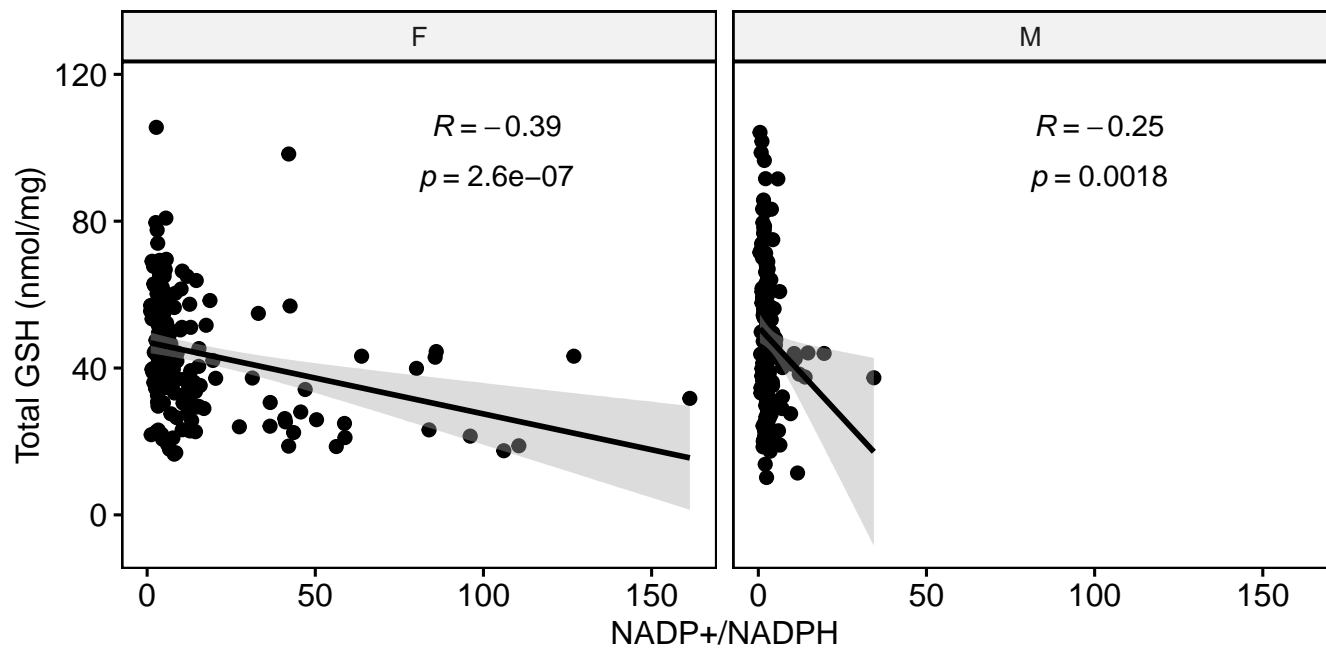 F
M
120
80
40
0
Total GSH (nmol/mg)
R = −0.39
p = 2.6e−07
R = −0.25
p = 0.0018
0 50 100 150
0 50 100 150
NADP+/NADPH